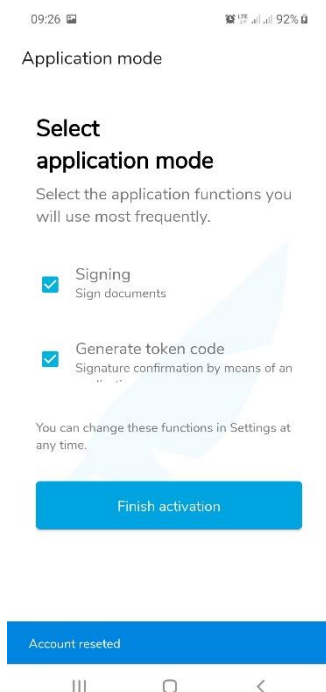 09:26 92%
Application mode
Select
application mode
Select the application functions you
will use most frequently.
Signing
Sign documents
Generate token code
Signature confirmation by means of an
You can change these functions in Settings at
any time.
Finish activation
Account reseted